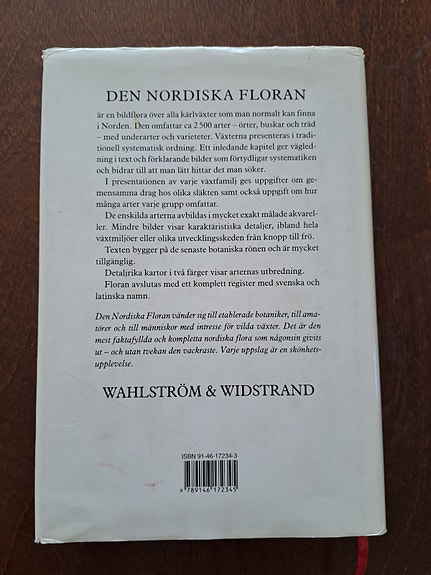 DEN NORDISKA FLORAN
är en bildflora över alla kärlväxter som man normalt kan finna
i Norden. Den omfattar ca 2 500 arter – örter, buskar och träd
– med underarter och varieteter. Växterna presenteras i tradi-
tionell systematisk ordning. Ett inledande kapitel ger vägled-
ning i text och förklarande bilder som förtydligar systematiken
och bidrar till att man lätt hittar det man söker.
I presentationen av varje växtfamilj ges uppgifter om ge-
mensamma drag hos olika släkten samt också uppgift om hur
många arter varje grupp omfattar.
De enskilda arterna avbildas i mycket exakt målade akvarel-
ler. Mindre bilder visar karaktäristiska detaljer, ibland hela
växtmiljöer eller olika utvecklingsskeden från knopp till frö.
Texten bygger på de senaste botaniska rönen och är mycket
tillgänglig.
Detaljrika kartor i två färger visar arternas utbredning.
Floran avslutas med ett komplett register med svenska och
latinska namn.
Den Nordiska Floran vänder sig till etablerade botaniker, till ama-
törer och till människor med intresse för vilda växter. Det är den
mest faktafyllda och kompletta nordiska flora som någonsin givits
ut – och utan tvekan den vackraste. Varje uppslag är en skönhets-
upplevelse.
WAHLSTRÖM & WIDSTRAND
ISBN 91-46-17234-3
9 789146 172345